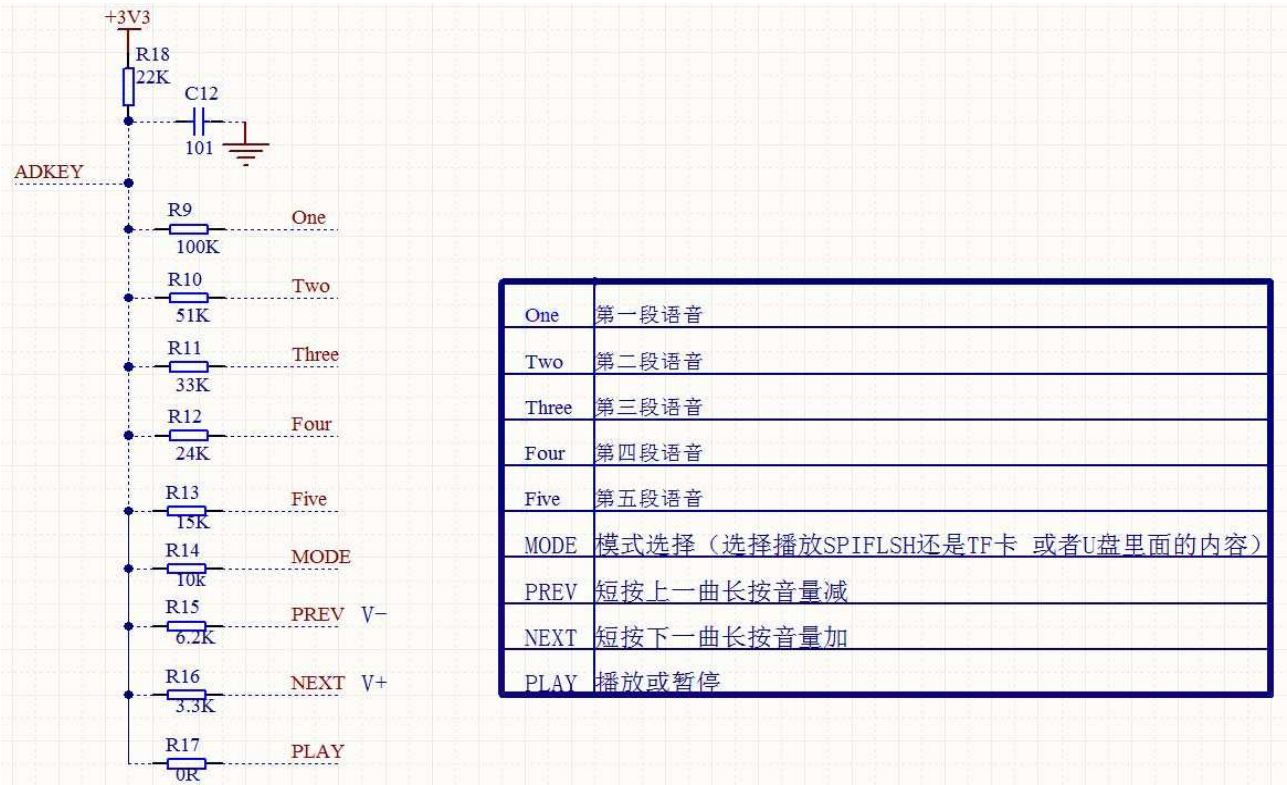 +3V3
R18
22K
C12
101
ADKEY
R9
One
100K
R10
Two
51K
R11
Three
33K
R12
Four
24K
R13
Five
15K
R14
MODE
10k
R15
PREV V-
6.2K
R16
NEXT V+
3.3K
R17
PLAY
0R
One 第一段语音
Two 第二段语音
Three 第三段语音
Four 第四段语音
Five 第五段语音
MODE 模式选择（选择播放SPIFLSH还是TF卡 或者U盘里面的内容）
PREV 短按上一曲长按音量减
NEXT 短按下一曲长按音量加
PLAY 播放或暂停